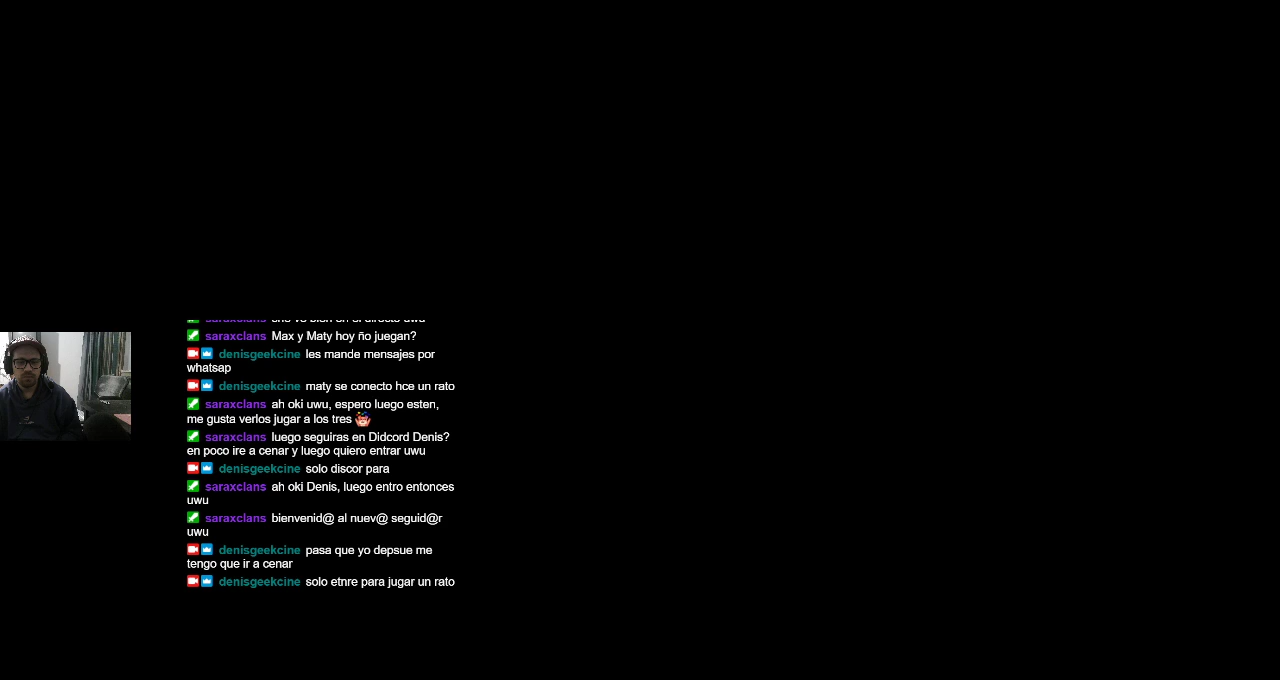 saraxclans
saraxclans Max y Maty hoy ño juegan?
denisgeekcine les mande mensajes por
whatsap
denisgeekcine maty se conecto hce un rato
saraxclans ah oki uwu, espero luego esten,
me gusta verlos jugar a los tres
saraxclans luego seguiras en Didcord Denis?
en poco ire a cenar y luego quiero entrar uwu
denisgeekcine solo discor para
saraxclans ah oki Denis, luego entro entonces
uwu
saraxclans bienvenid@ al nuev@ seguid@r
uwu
denisgeekcine pasa que yo depsue me
tengo que ir a cenar
denisgeekcine solo etnre para jugar un rato